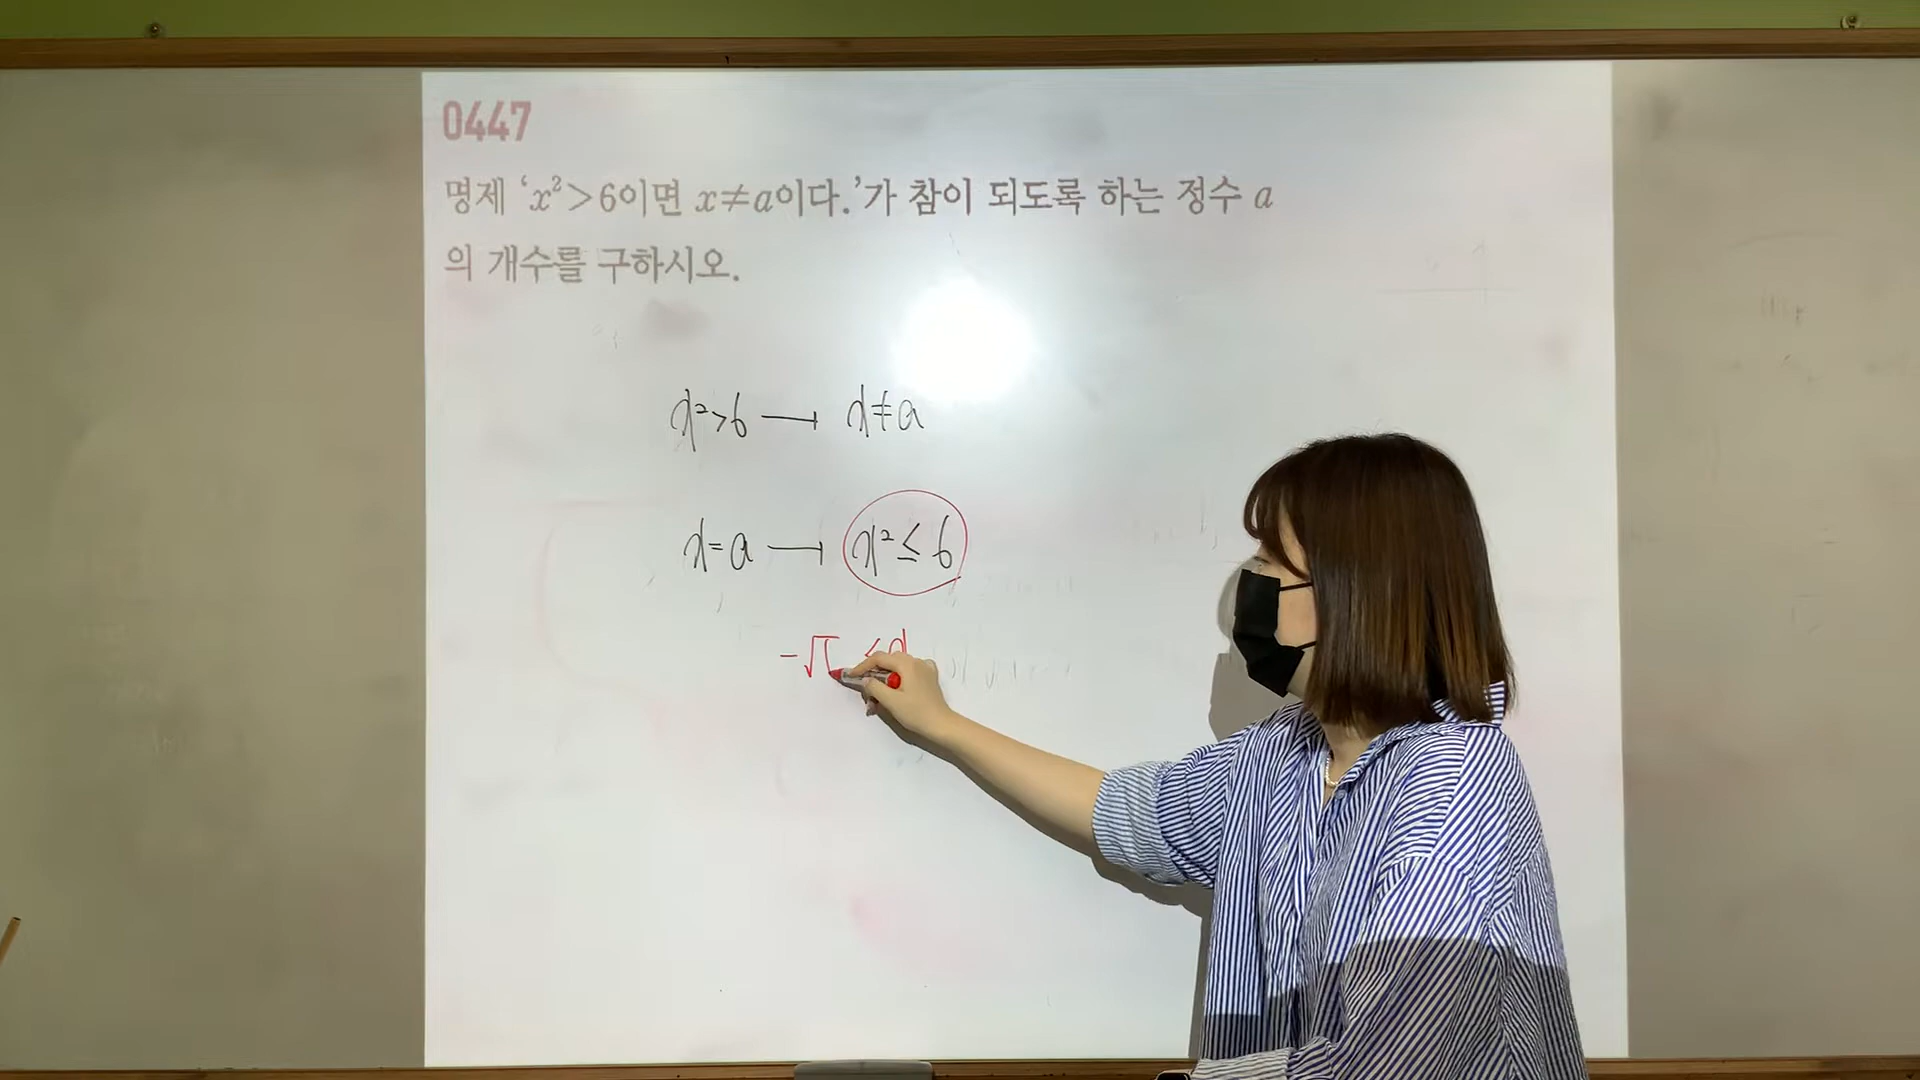 0447
명제 ‘x²>6이면 x≠a이다.’가 참이 되도록 하는 정수 a
의 개수를 구하시오.
x²>6 → x≠a
x=a → x²≤6
-√ ≤x